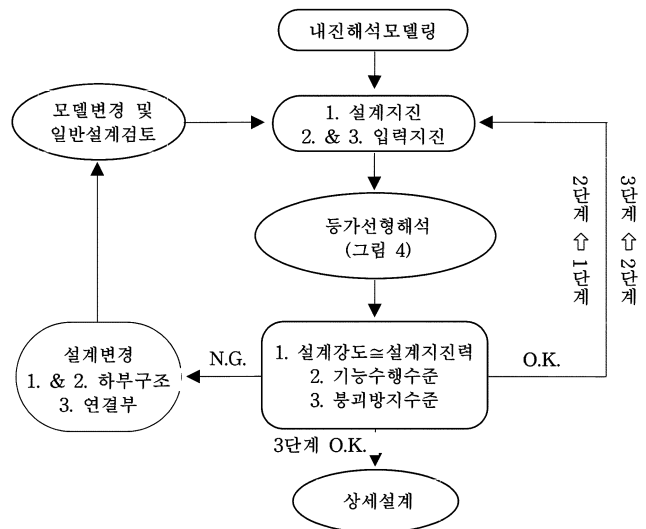 내진해석모델링
모델변경 및
일반설계검토
1. 설계지진
2. & 3. 입력지진
등가선형해석
(그림 4)
2단계 ⇧ 1단계
3단계 ⇧ 2단계
설계변경
1. & 2. 하부구조
3. 연결부
N.G.
1. 설계강도≅설계지진력
2. 기능수행수준
3. 붕괴방지수준
O.K.
3단계 O.K.
상세설계